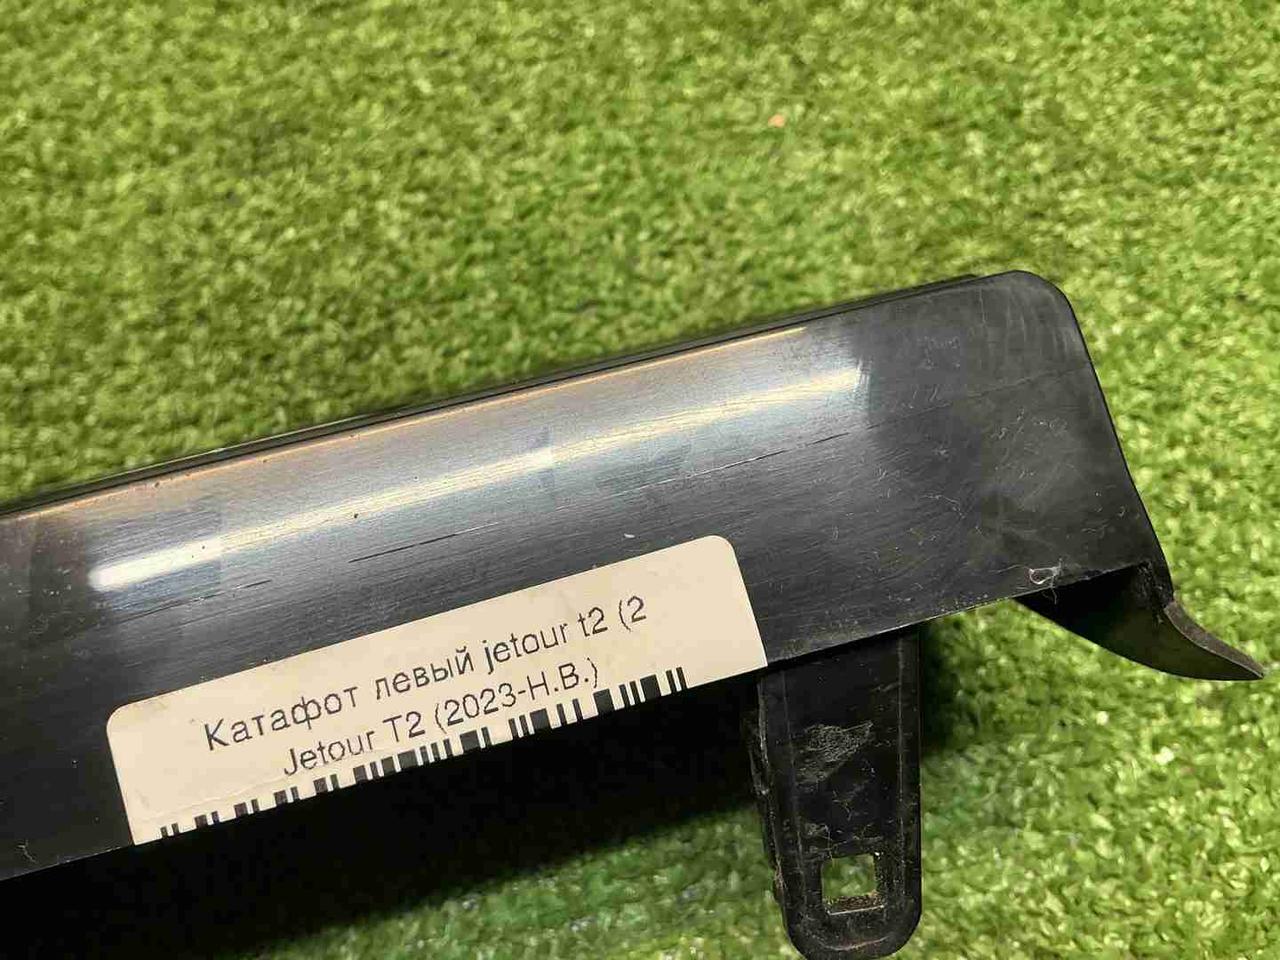 Катафот левый jetour t2 (2
Jetour T2 (2023-Н.В.)